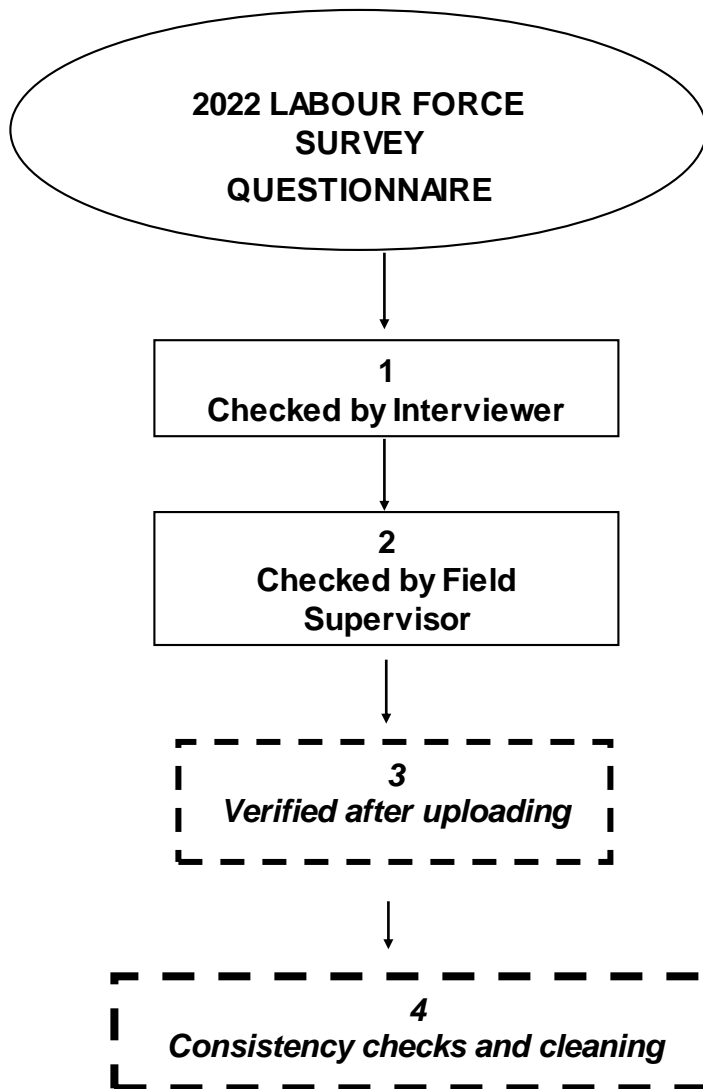 2022 LABOUR FORCE
SURVEY
QUESTIONNAIRE
1
Checked by Interviewer
2
Checked by Field
Supervisor
3
Verified after uploading
4
Consistency checks and cleaning